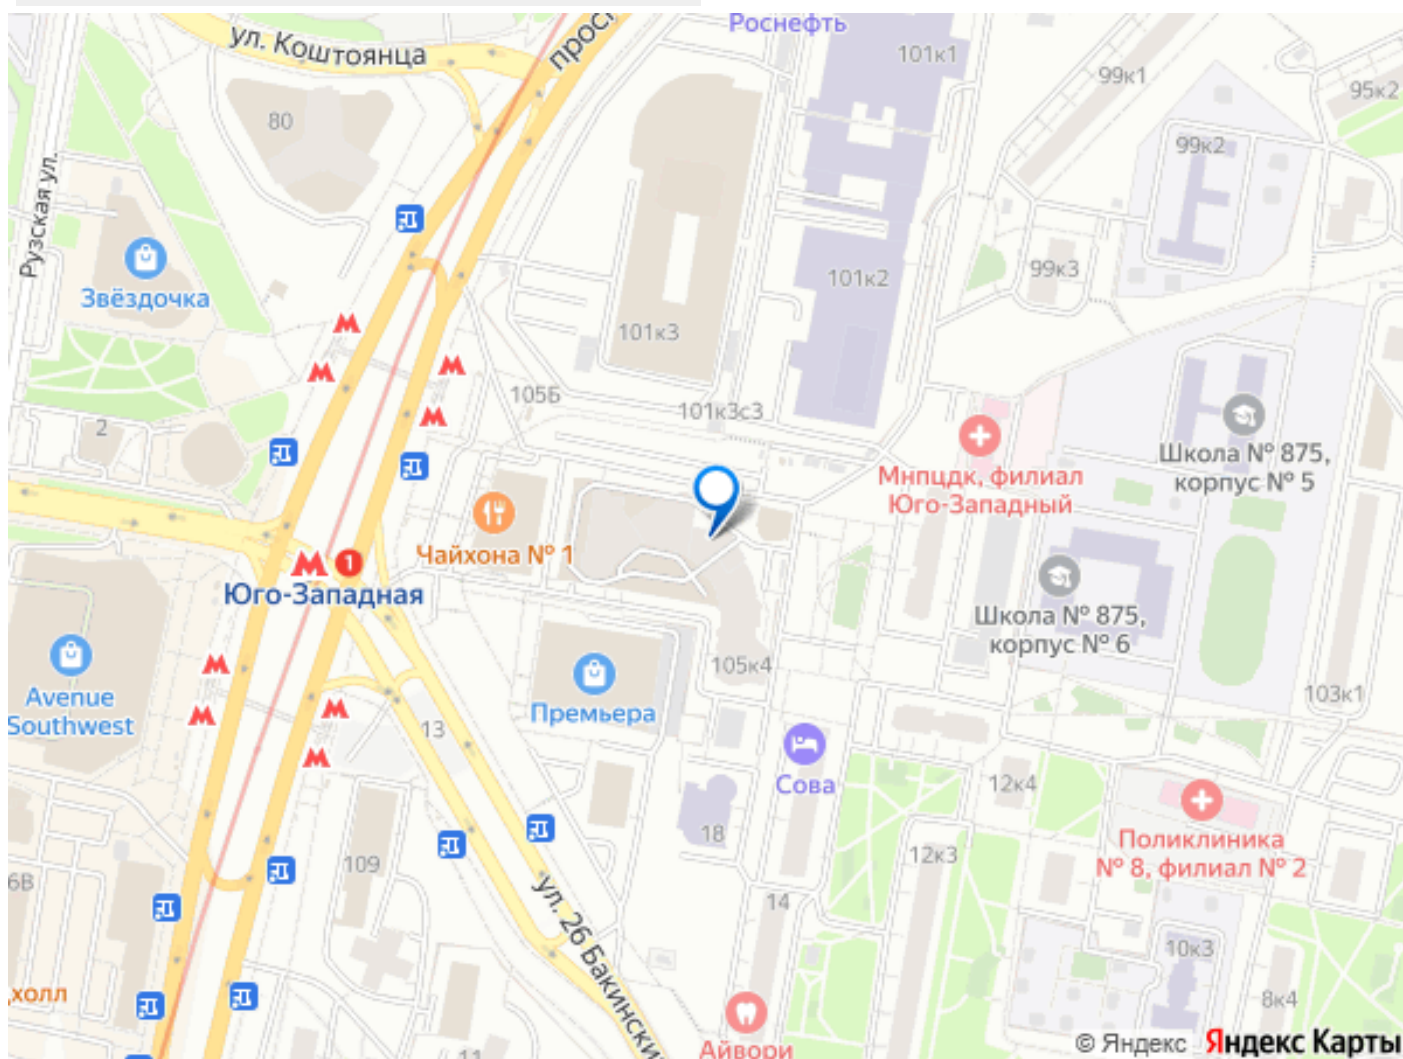 Роснефть
ул. Коштоянца
101к1
99к1
95к2
80
99к2
Рузская ул.
99к3
101к2
Звёздочка
101к3
105Б
101к3с3
2
Школа № 875,
корпус № 5
Мнпцдк, филиал
Юго-Западный
Чайхона № 1
1
Юго-Западная
Школа № 875,
корпус № 6
105к4
103к1
Avenue
Southwest
Премьера
13
Сова
12к4
Поликлиника
№ 8, филиал № 2
18
12к3
109
6В
14
ул. 26 Бакинских
10к3
холл
8к4
Айвори
11
© Яндекс Яндекс Карты